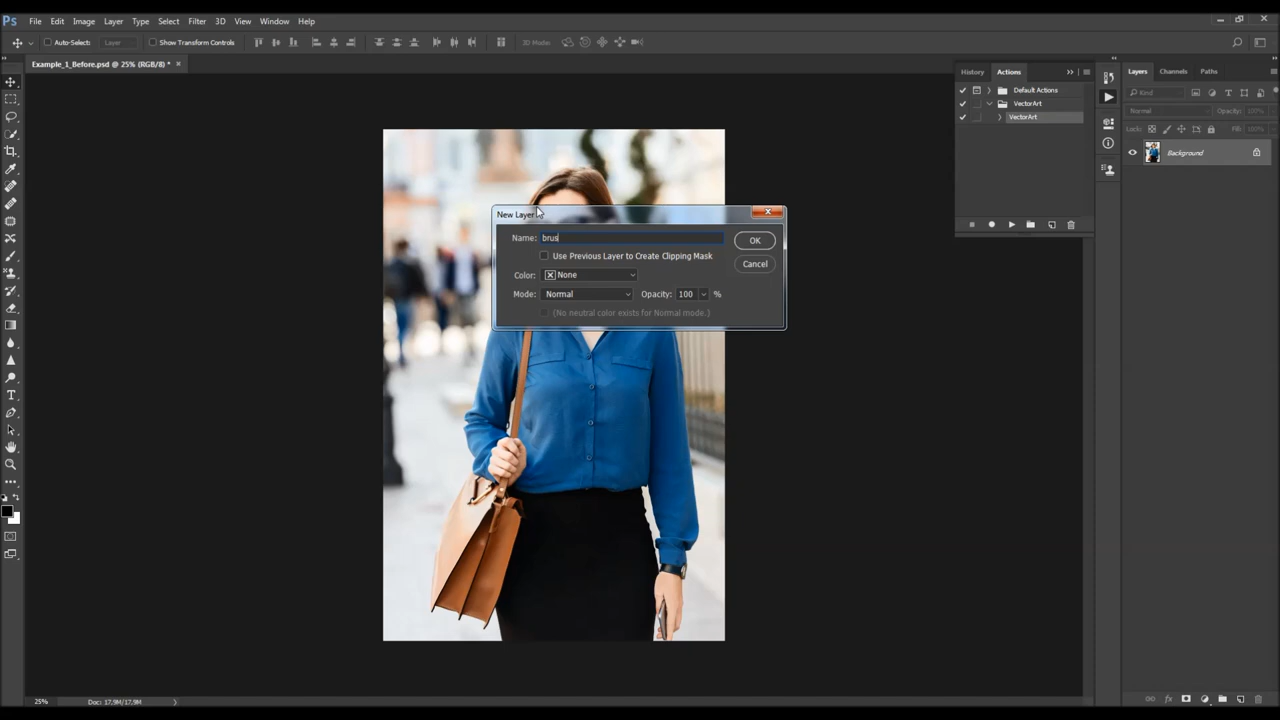 Ps File Edit Image Layer Type Select Filter 3D View Window Help
Auto-Select: Layer Show Transform Controls 3D Mode:
Example_1_Before.psd @ 25% (RGB/8) * ×
History Actions
Default Actions
VectorArt
VectorArt
Layers Channels Paths
Kind
Normal Opacity: 100%
Lock: Fill: 100%
Background
New Layer
Name: brus
OK
Use Previous Layer to Create Clipping Mask
Cancel
Color: None
Mode: Normal Opacity: 100 %
(No neutral color exists for Normal mode.)
25% Doc: 17,9M/17,9M